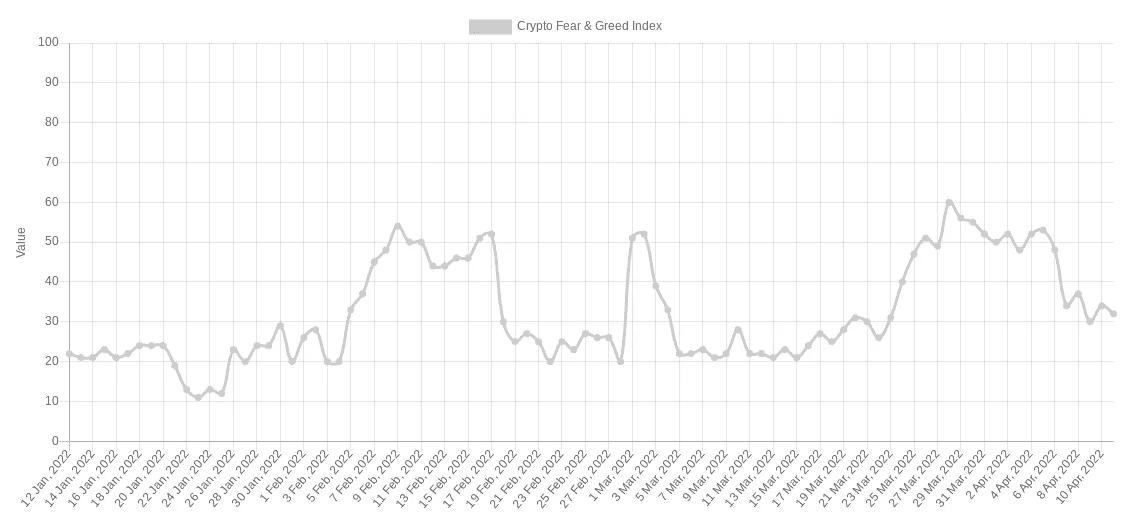 Crypto Fear & Greed Index
100
90
80
70
60
50
40
30
20
10
0
Value
12 Jan, 2022
14 Jan, 2022
16 Jan, 2022
18 Jan, 2022
20 Jan, 2022
22 Jan, 2022
24 Jan, 2022
26 Jan, 2022
28 Jan, 2022
30 Jan, 2022
1 Feb, 2022
3 Feb, 2022
5 Feb, 2022
7 Feb, 2022
9 Feb, 2022
11 Feb, 2022
13 Feb, 2022
15 Feb, 2022
17 Feb, 2022
19 Feb, 2022
21 Feb, 2022
23 Feb, 2022
25 Feb, 2022
27 Feb, 2022
1 Mar, 2022
3 Mar, 2022
5 Mar, 2022
7 Mar, 2022
9 Mar, 2022
11 Mar, 2022
13 Mar, 2022
15 Mar, 2022
17 Mar, 2022
19 Mar, 2022
21 Mar, 2022
23 Mar, 2022
25 Mar, 2022
27 Mar, 2022
29 Mar, 2022
31 Mar, 2022
2 Apr, 2022
4 Apr, 2022
6 Apr, 2022
8 Apr, 2022
10 Apr, 2022